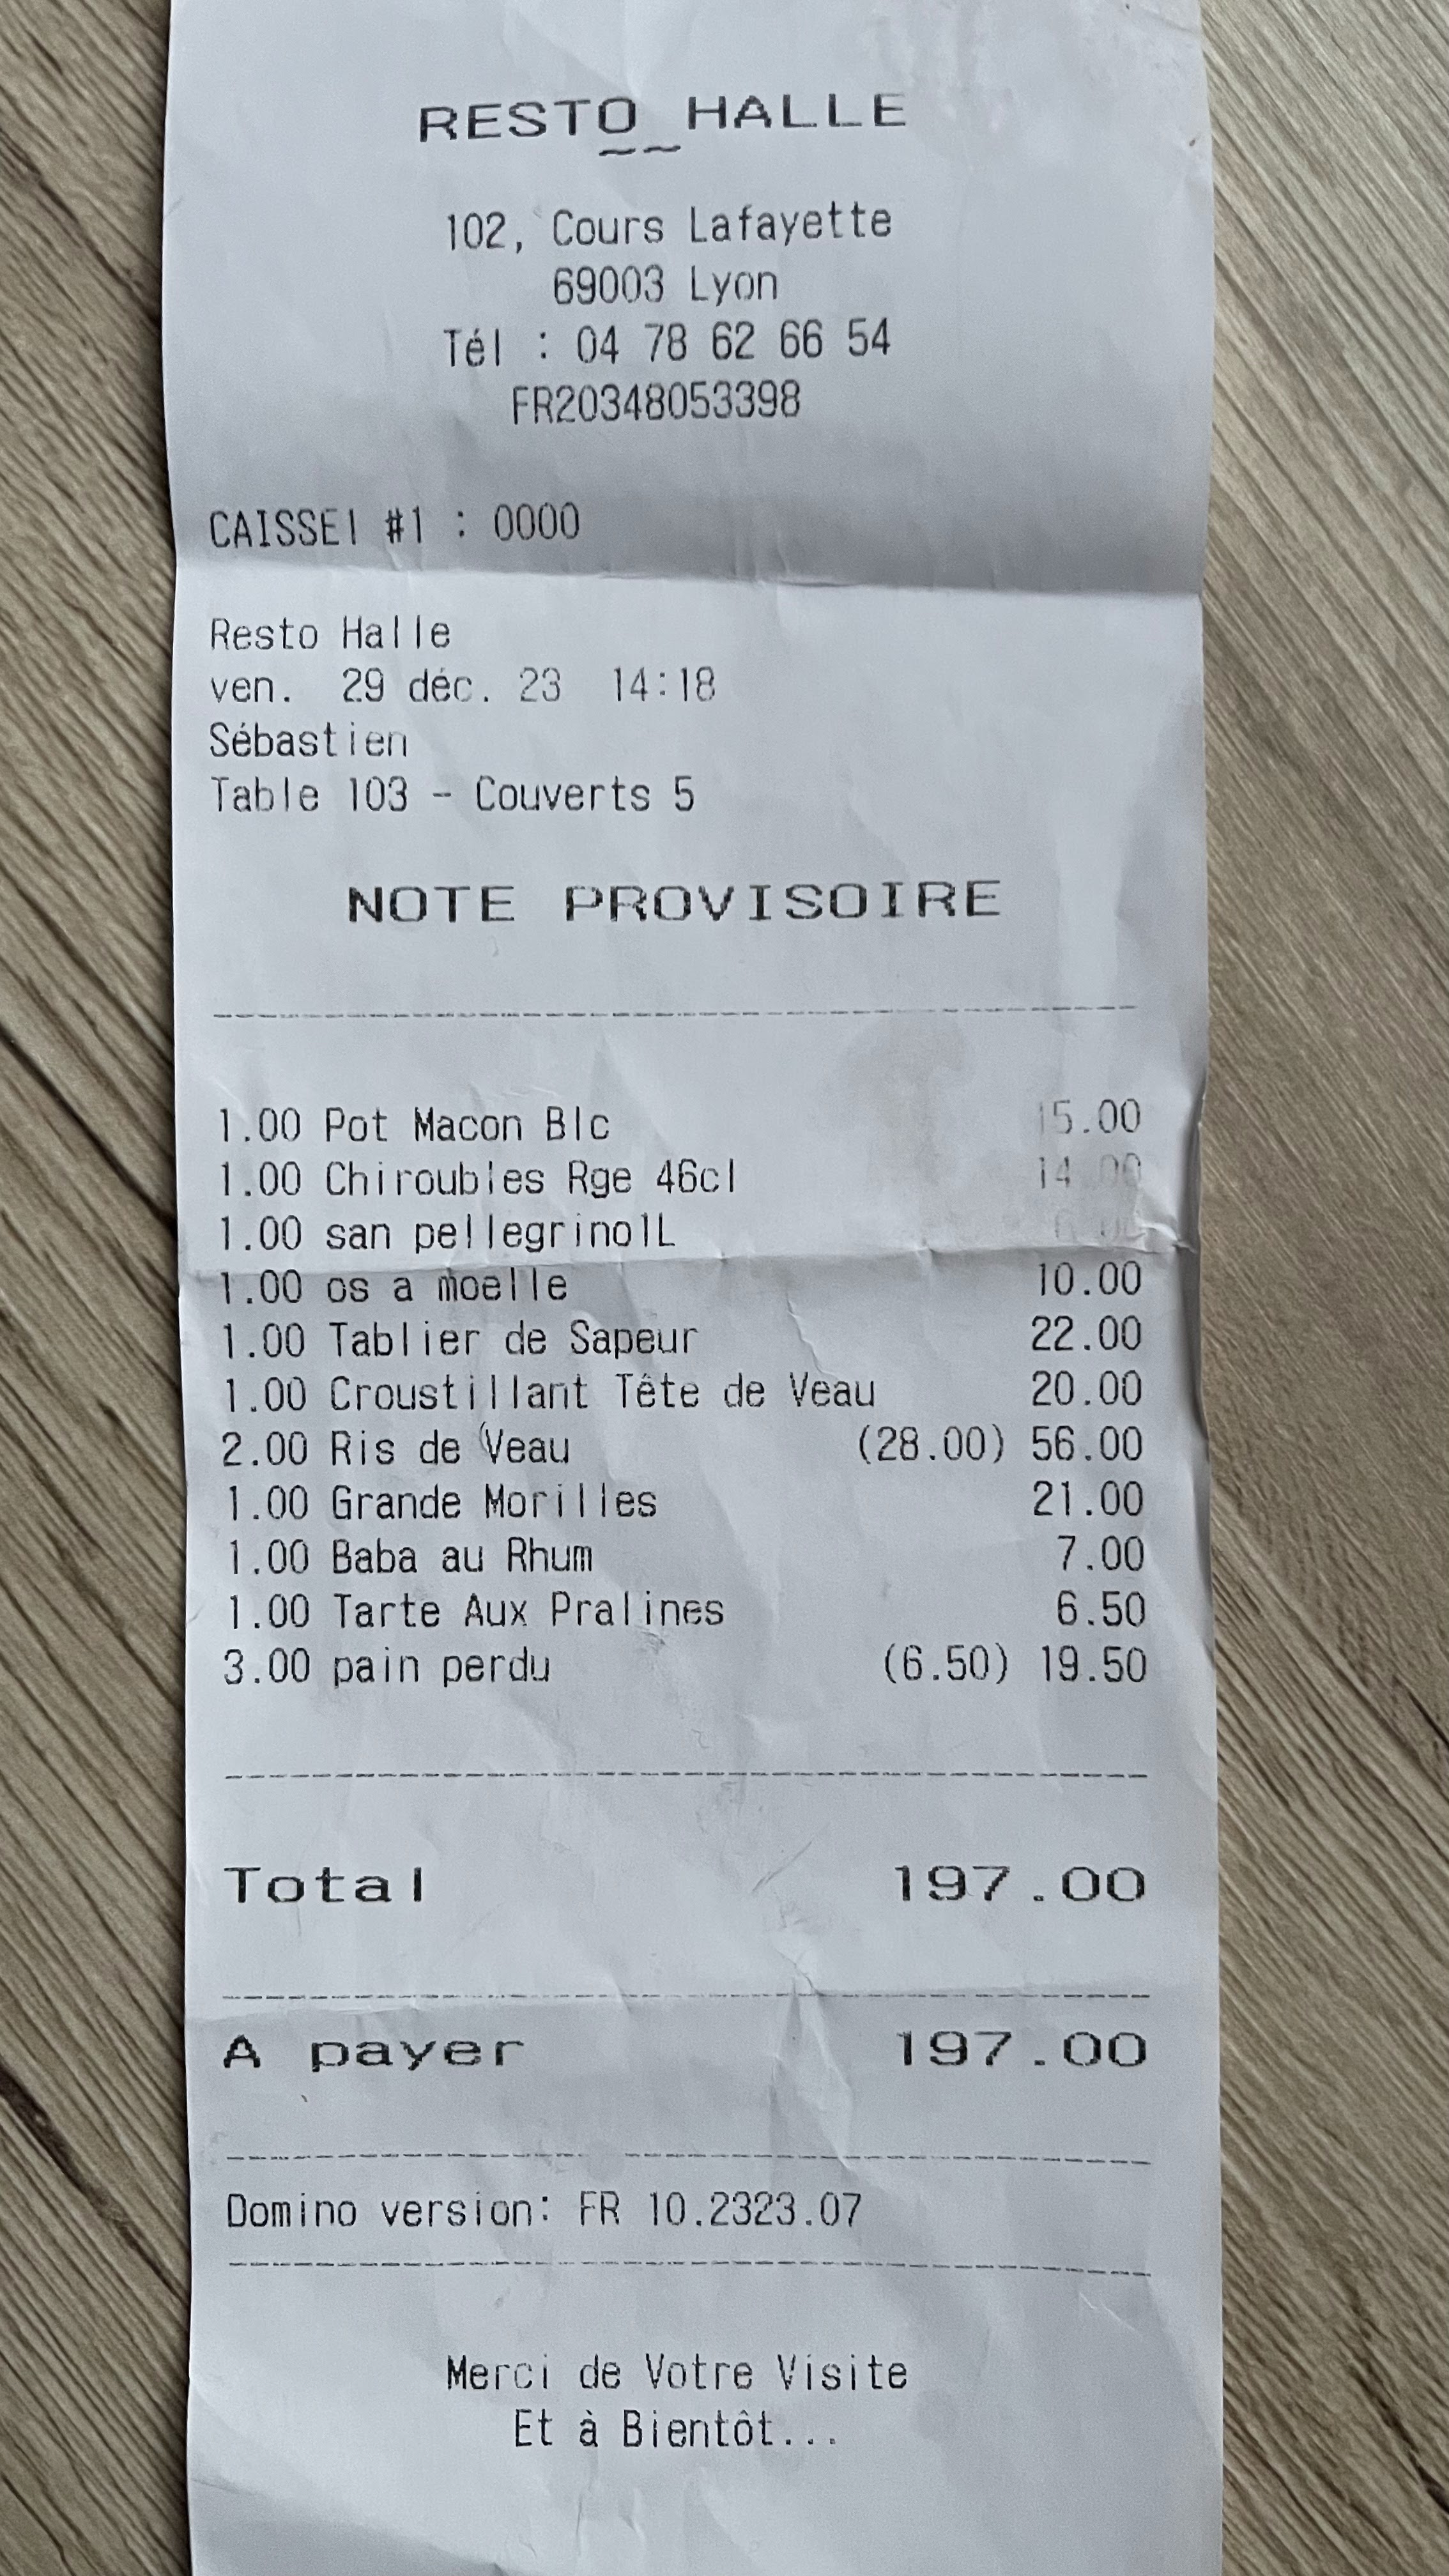 RESTO HALLE
~~
102, Cours Lafayette
69003 Lyon
Tél : 04 78 62 66 54
FR20348053398
CAISSE1 #1 : 0000
Resto Halle
ven. 29 déc. 23 14:18
Sébastien
Table 103 - Couverts 5
NOTE PROVISOIRE
1.00 Pot Macon Blc 15.00
1.00 Chiroubles Rge 46cl 14.00
1.00 san pellegrino1L 6.00
1.00 os a moelle 10.00
1.00 Tablier de Sapeur 22.00
1.00 Croustillant Tête de Veau 20.00
2.00 Ris de Veau (28.00) 56.00
1.00 Grande Morilles 21.00
1.00 Baba au Rhum 7.00
1.00 Tarte Aux Pralines 6.50
3.00 pain perdu (6.50) 19.50
Total 197.00
A payer 197.00
Domino version: FR 10.2323.07
Merci de Votre Visite
Et à Bientôt...